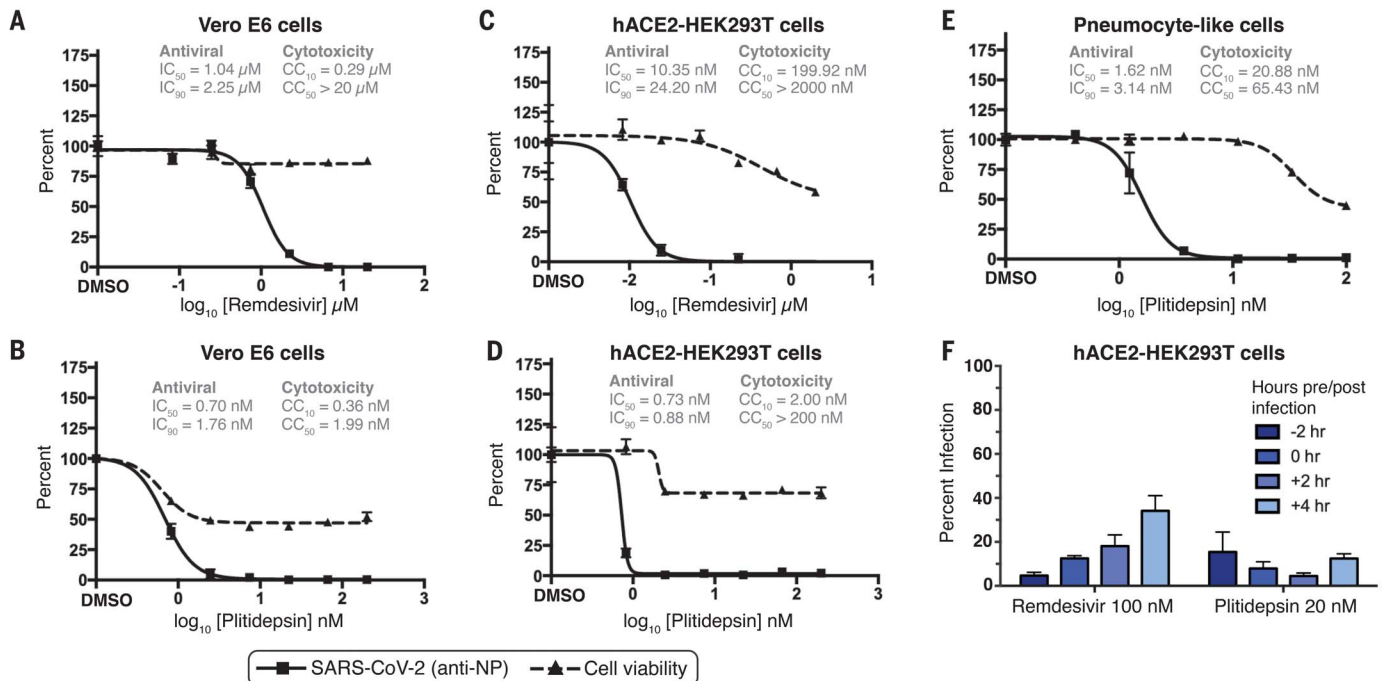 A
Vero E6 cells
Antiviral Cytotoxicity
IC50 = 1.04 µM CC10 = 0.29 µM
IC90 = 2.25 µM CC50 > 20 µM
175
150
125
100
75
50
25
0
Percent
DMSO
-1 0 1 2
log10 [Remdesivir] µM
C
hACE2-HEK293T cells
Antiviral Cytotoxicity
IC50 = 10.35 nM CC10 = 199.92 nM
IC90 = 24.20 nM CC50 > 2000 nM
175
150
125
100
75
50
25
0
Percent
DMSO
-2 -1 0 1
log10 [Remdesivir] µM
E
Pneumocyte-like cells
Antiviral Cytotoxicity
IC50 = 1.62 nM CC10 = 20.88 nM
IC90 = 3.14 nM CC50 = 65.43 nM
175
150
125
100
75
50
25
0
Percent
DMSO
0 1 2
log10 [Plitidepsin] nM
B
Vero E6 cells
Antiviral Cytotoxicity
IC50 = 0.70 nM CC10 = 0.36 nM
IC90 = 1.76 nM CC50 = 1.99 nM
175
150
125
100
75
50
25
0
Percent
DMSO
0 1 2 3
log10 [Plitidepsin] nM
D
hACE2-HEK293T cells
Antiviral Cytotoxicity
IC50 = 0.73 nM CC10 = 2.00 nM
IC90 = 0.88 nM CC50 > 200 nM
175
150
125
100
75
50
25
0
Percent
DMSO
0 1 2 3
log10 [Plitidepsin] nM
F
hACE2-HEK293T cells
Hours pre/post
infection
-2 hr
0 hr
+2 hr
+4 hr
100
80
60
40
20
0
Percent Infection
Remdesivir 100 nM Plitidepsin 20 nM
SARS-CoV-2 (anti-NP) Cell viability